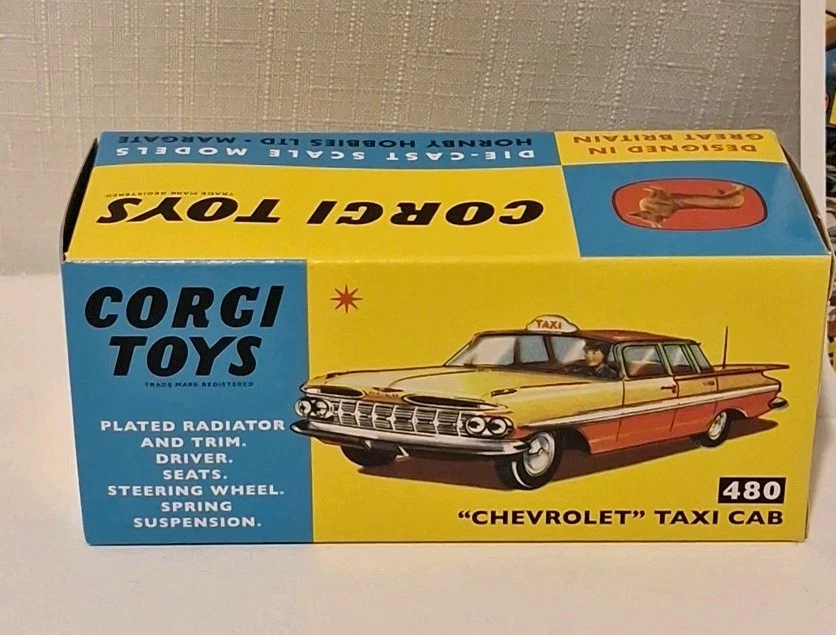 DIE-CAST SCALE MODELS
HORNBY HOBBIES LTD - MARGATE
DESIGNED IN
GREAT BRITAIN
CORGI TOYS
TRADE MARK REGISTERED
CORGI
TOYS
TRADE MARK REGISTERED
PLATED RADIATOR
AND TRIM.
DRIVER.
SEATS.
STEERING WHEEL.
SPRING
SUSPENSION.
TAXI
480
“CHEVROLET” TAXI CAB